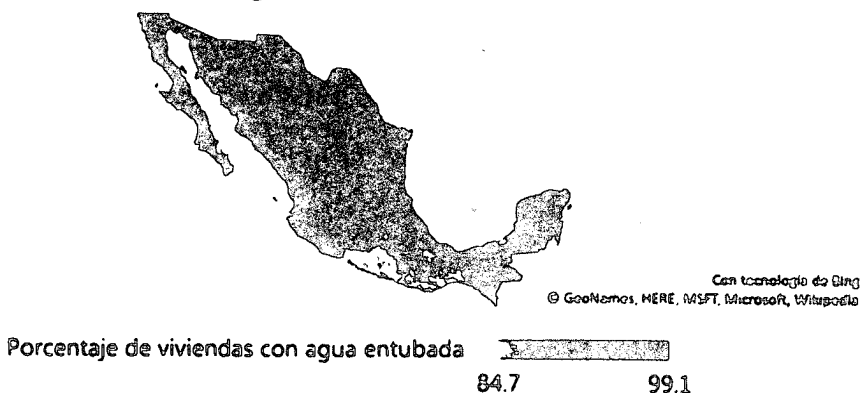 Con tecnología de Bing
© GeoNames, HERE, MSFT, Microsoft, Wikipedia
Porcentaje de viviendas con agua entubada
84.7 99.1